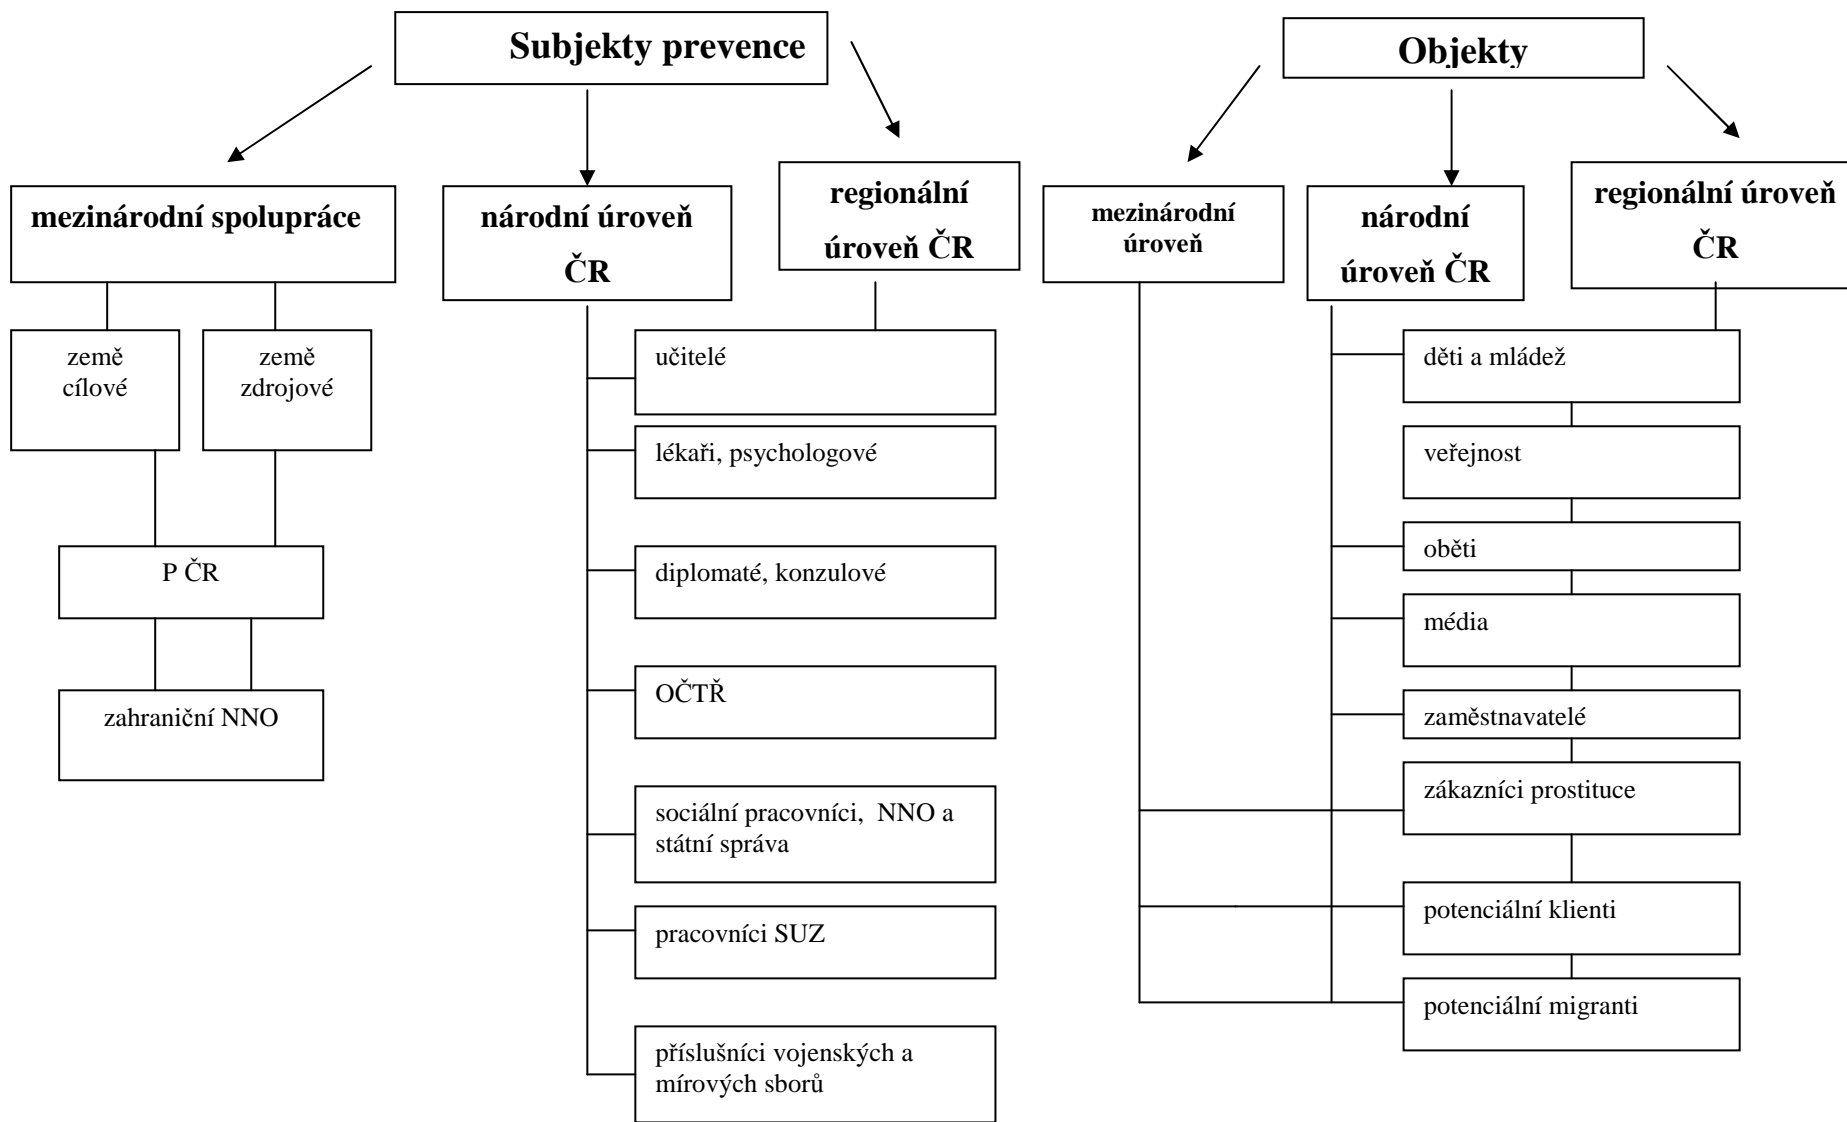 Subjekty prevence
Objekty
mezinárodní spolupráce
národní úroveň
ČR
regionální
úroveň ČR
mezinárodní
úroveň
národní
úroveň ČR
regionální úroveň
ČR
země
cílové
země
zdrojové
P ČR
zahraniční NNO
učitelé
lékaři, psychologové
diplomaté, konzulové
OČTŘ
sociální pracovníci,  NNO a
státní správa
pracovníci SUZ
příslušníci vojenských a
mírových sborů
děti a mládež
veřejnost
oběti
média
zaměstnavatelé
zákazníci prostituce
potenciální klienti
potenciální migranti